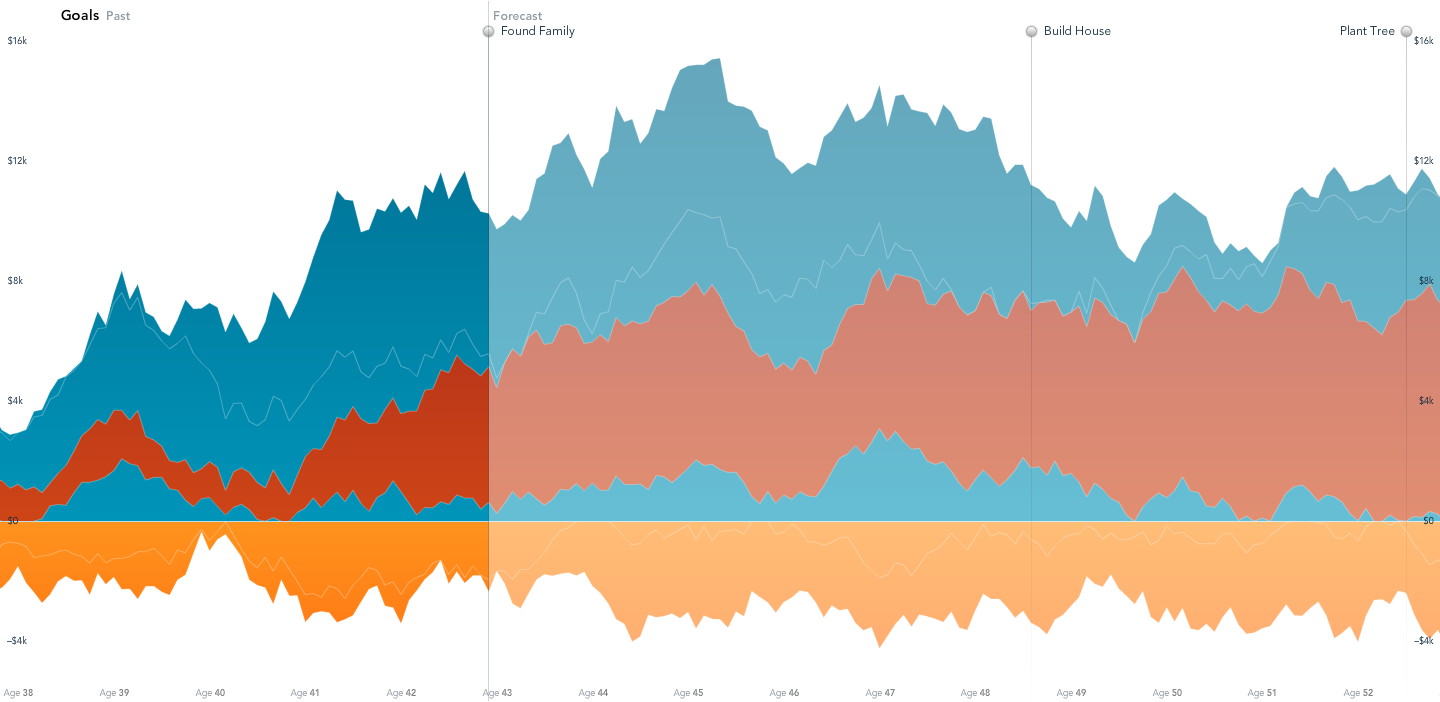 Goals Past
Forecast
Found Family
Build House
Plant Tree
$16k
$16k
$12k
$12k
$8k
$8k
$4k
$4k
$0
$0
–$4k
–$4k
Age 38
Age 39
Age 40
Age 41
Age 42
Age 43
Age 44
Age 45
Age 46
Age 47
Age 48
Age 49
Age 50
Age 51
Age 52